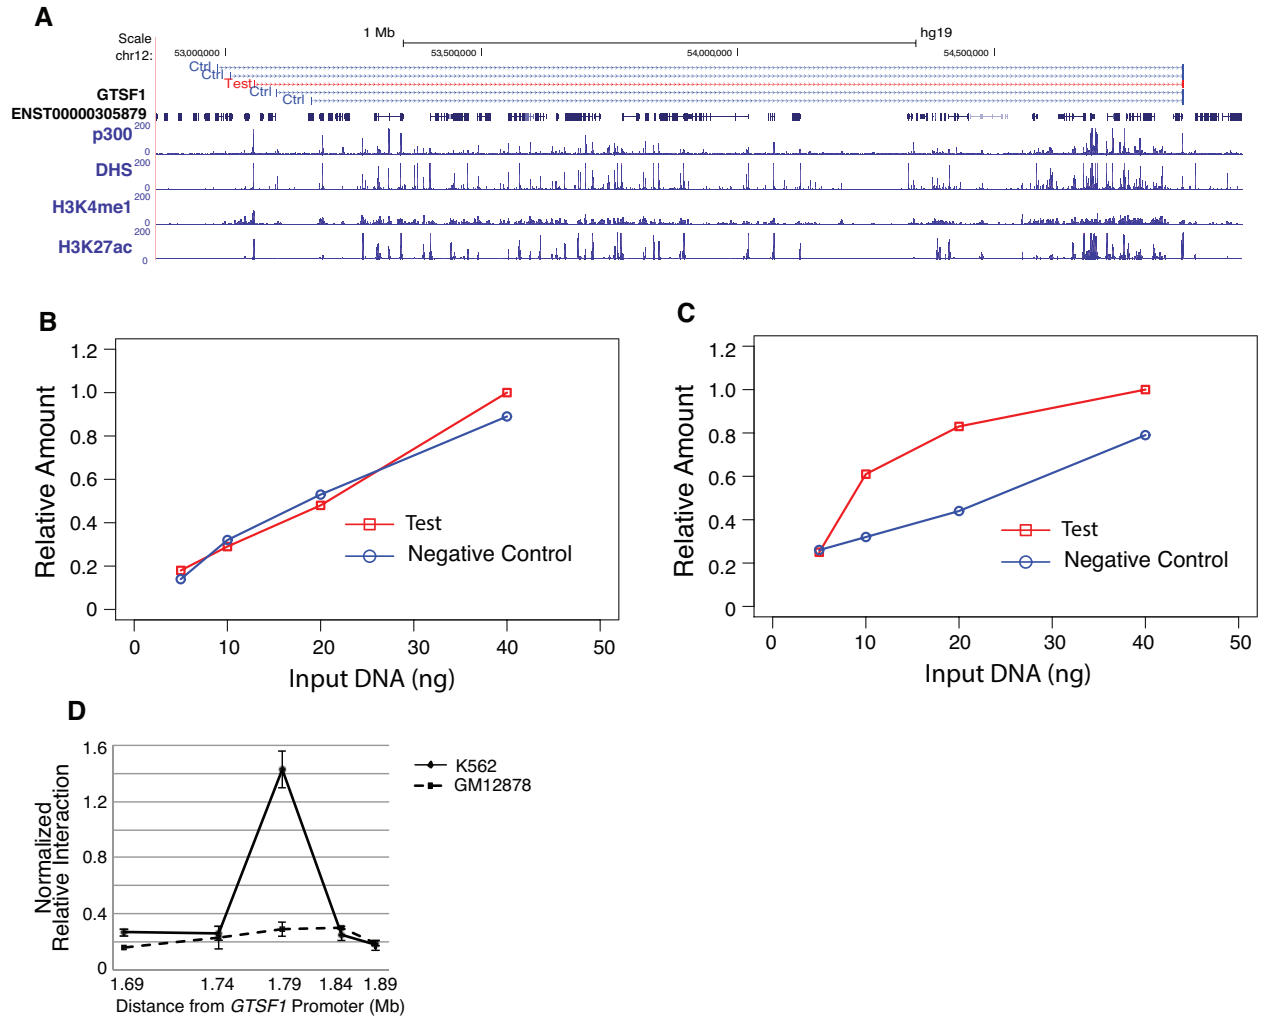 A
Scale 1 Mb hg19
chr12: 53,000,000 53,500,000 54,000,000 54,500,000
Ctrl
Ctrl
Test
Ctrl
Ctrl
GTSF1
ENST00000305879
p300 200 0
DHS 200 0
H3K4me1 200 0
H3K27ac 200 0
B
Relative Amount
1.2
1.0
0.8
0.6
0.4
0.2
0
Test
Negative Control
0 10 20 30 40 50
Input DNA (ng)
C
Relative Amount
1.2
1.0
0.8
0.6
0.4
0.2
0
Test
Negative Control
0 10 20 30 40 50
Input DNA (ng)
D
Normalized
Relative Interaction
1.6
1.2
0.8
0.4
0
K562
GM12878
1.69 1.74 1.79 1.84 1.89
Distance from GTSF1 Promoter (Mb)